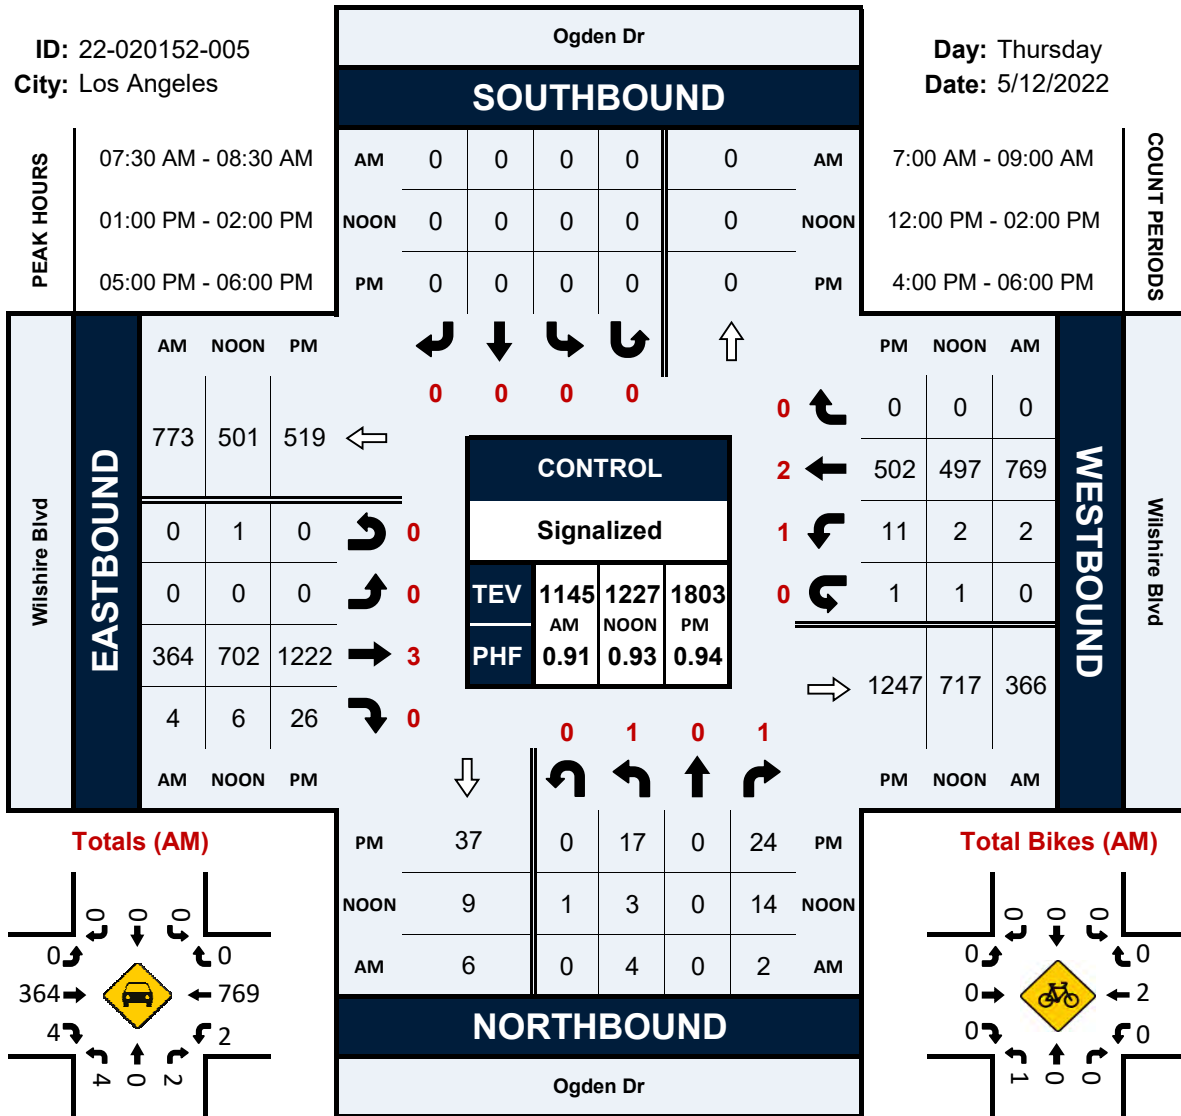 ID: 22-020152-005
City: Los Angeles
Ogden Dr
SOUTHBOUND
Day: Thursday
Date: 5/12/2022
PEAK HOURS
07:30 AM - 08:30 AM
01:00 PM - 02:00 PM
05:00 PM - 06:00 PM
AM 0 0 0 0 0 AM
NOON 0 0 0 0 0 NOON
PM 0 0 0 0 0 PM
7:00 AM - 09:00 AM
12:00 PM - 02:00 PM
4:00 PM - 06:00 PM
COUNT PERIODS
0 0 0 0
Wilshire Blvd
EASTBOUND
AM NOON PM
773 501 519
0 1 0 0
0 0 0 0
364 702 1222 3
4 6 26 0
AM NOON PM
CONTROL
Signalized
TEV 1145 1227 1803
AM NOON PM
PHF 0.91 0.93 0.94
PM NOON AM
0 0 0 0
2 502 497 769
1 11 2 2
0 1 1 0
1247 717 366
PM NOON AM
WESTBOUND
Wilshire Blvd
0 1 0 1
PM 37 0 17 0 24 PM
NOON 9 1 3 0 14 NOON
AM 6 0 4 0 2 AM
NORTHBOUND
Ogden Dr
Totals (AM)
0 0 0
0 0
364 769
4 2
4 0 2
Total Bikes (AM)
0 0 0
0 0
0 2
0 0
1 0 0